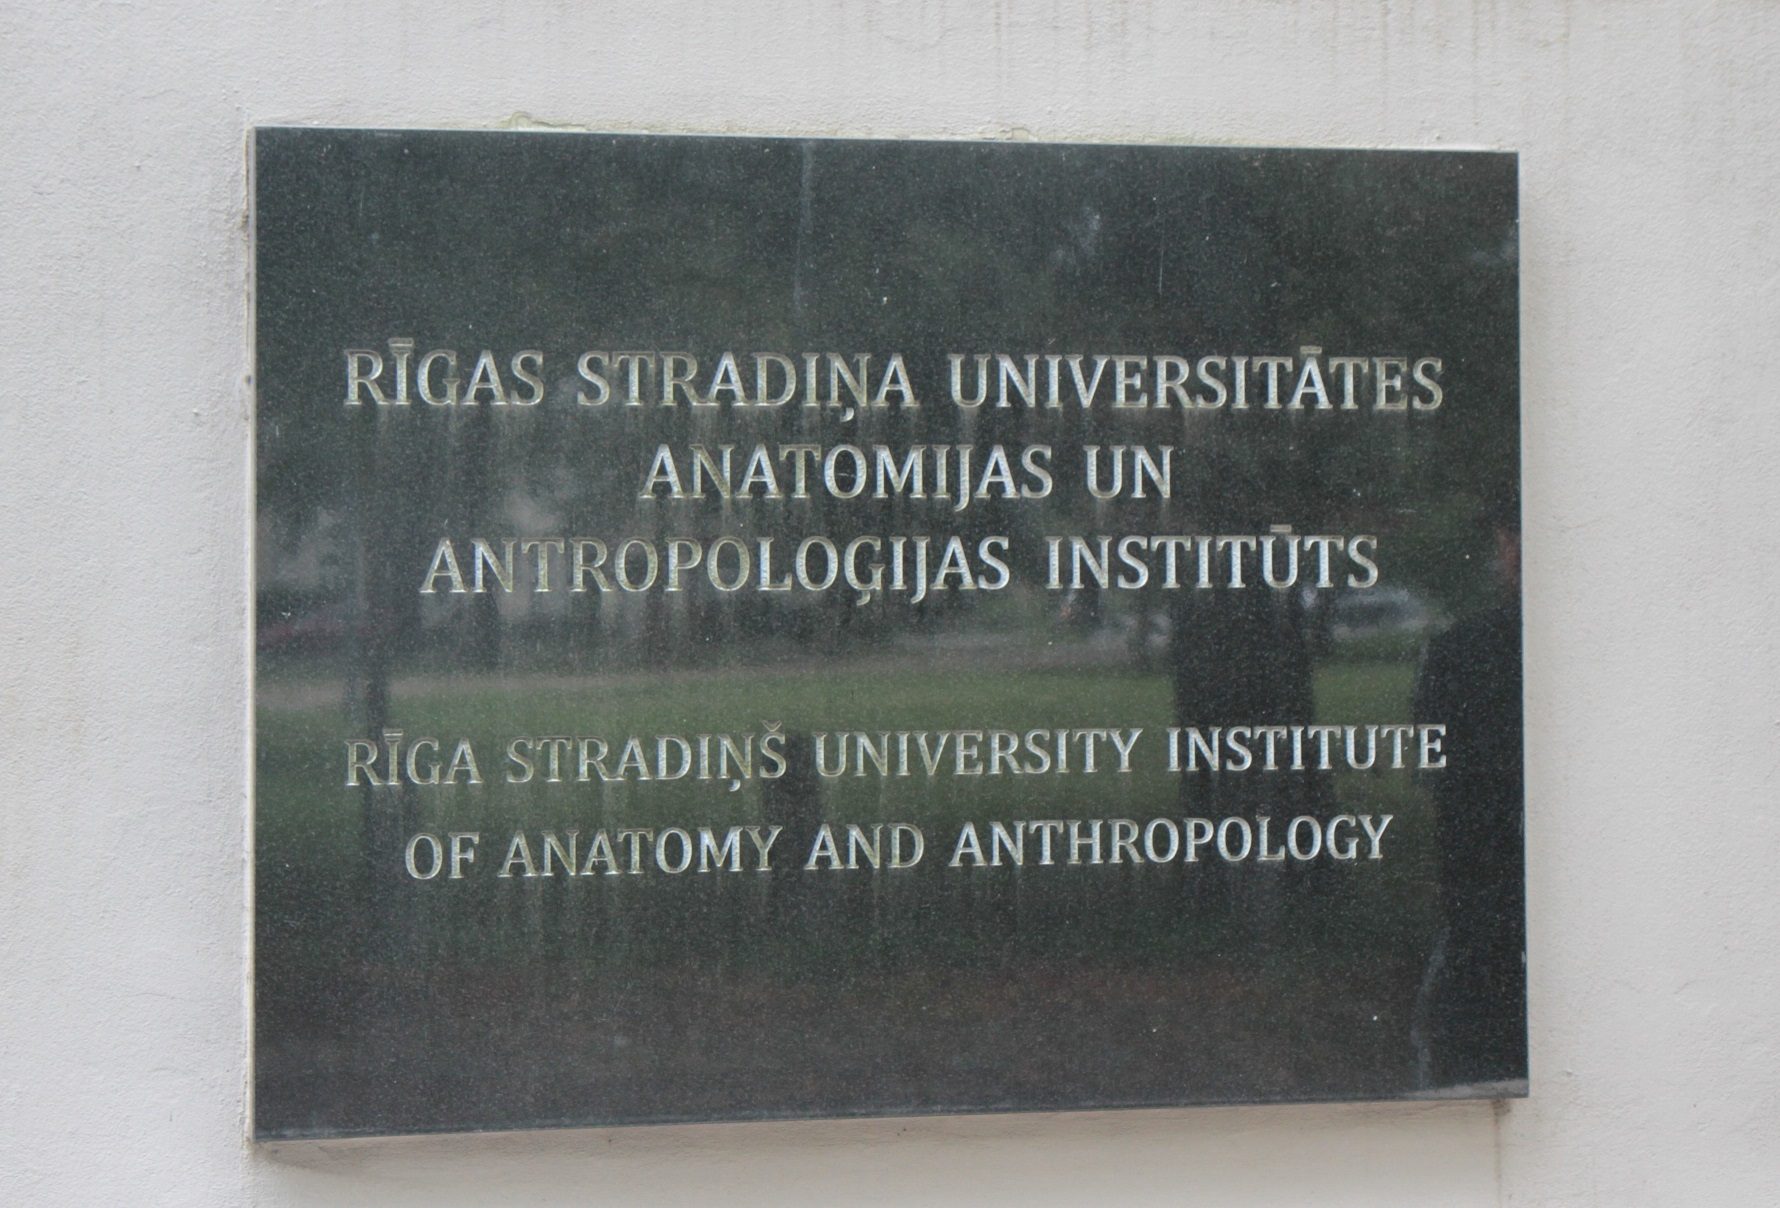 RĪGAS STRADIŅA UNIVERSITĀTES
ANATOMIJAS UN
ANTROPOLOĢIJAS INSTITŪTS
RĪGA STRADIŅŠ UNIVERSITY INSTITUTE
OF ANATOMY AND ANTHROPOLOGY